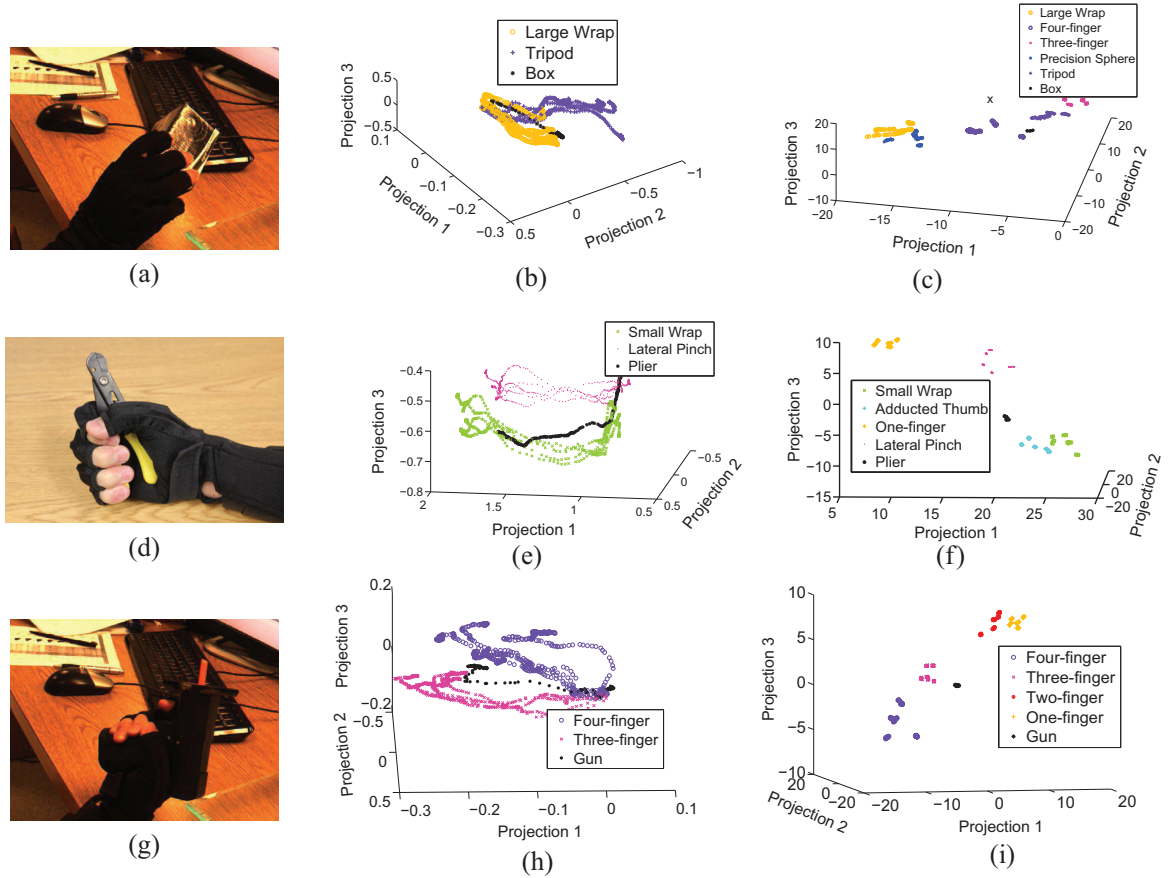 Large Wrap
Tripod
Box
Projection 3
0.5
0
−0.5
0.1
0
−0.1
−0.2
−0.3
Projection 1
0.5
0
−0.5
−1
Projection 2
Large Wrap
Four-finger
Three-finger
Precision Sphere
Tripod
Box
x
Projection 3
20
10
0
−10
−20
−15
−10
−5
0
Projection 1
20
10
0
−10
−20
Projection 2
(a)
(b)
(c)
Small Wrap
Lateral Pinch
Plier
Projection 3
−0.4
−0.5
−0.6
−0.7
−0.8
2
1.5
1
0.5
Projection 1
−0.5
0
0.5
Projection 2
Small Wrap
Adducted Thumb
One-finger
Lateral Pinch
Plier
Projection 3
10
5
0
−5
−10
−15
5
10
15
20
25
30
Projection 1
20
0
−20
Projection 2
(d)
(e)
(f)
Projection 3
0.2
0
−0.2
Projection 2
−0.5
0
0.5
−0.3
−0.2
−0.1
0
0.1
Projection 1
Four-finger
Three-finger
Gun
Projection 3
10
5
0
−5
−10
Four-finger
Three-finger
Two-finger
One-finger
Gun
20
0
−20
Projection 2
−20
−10
0
10
20
Projection 1
(g)
(h)
(i)